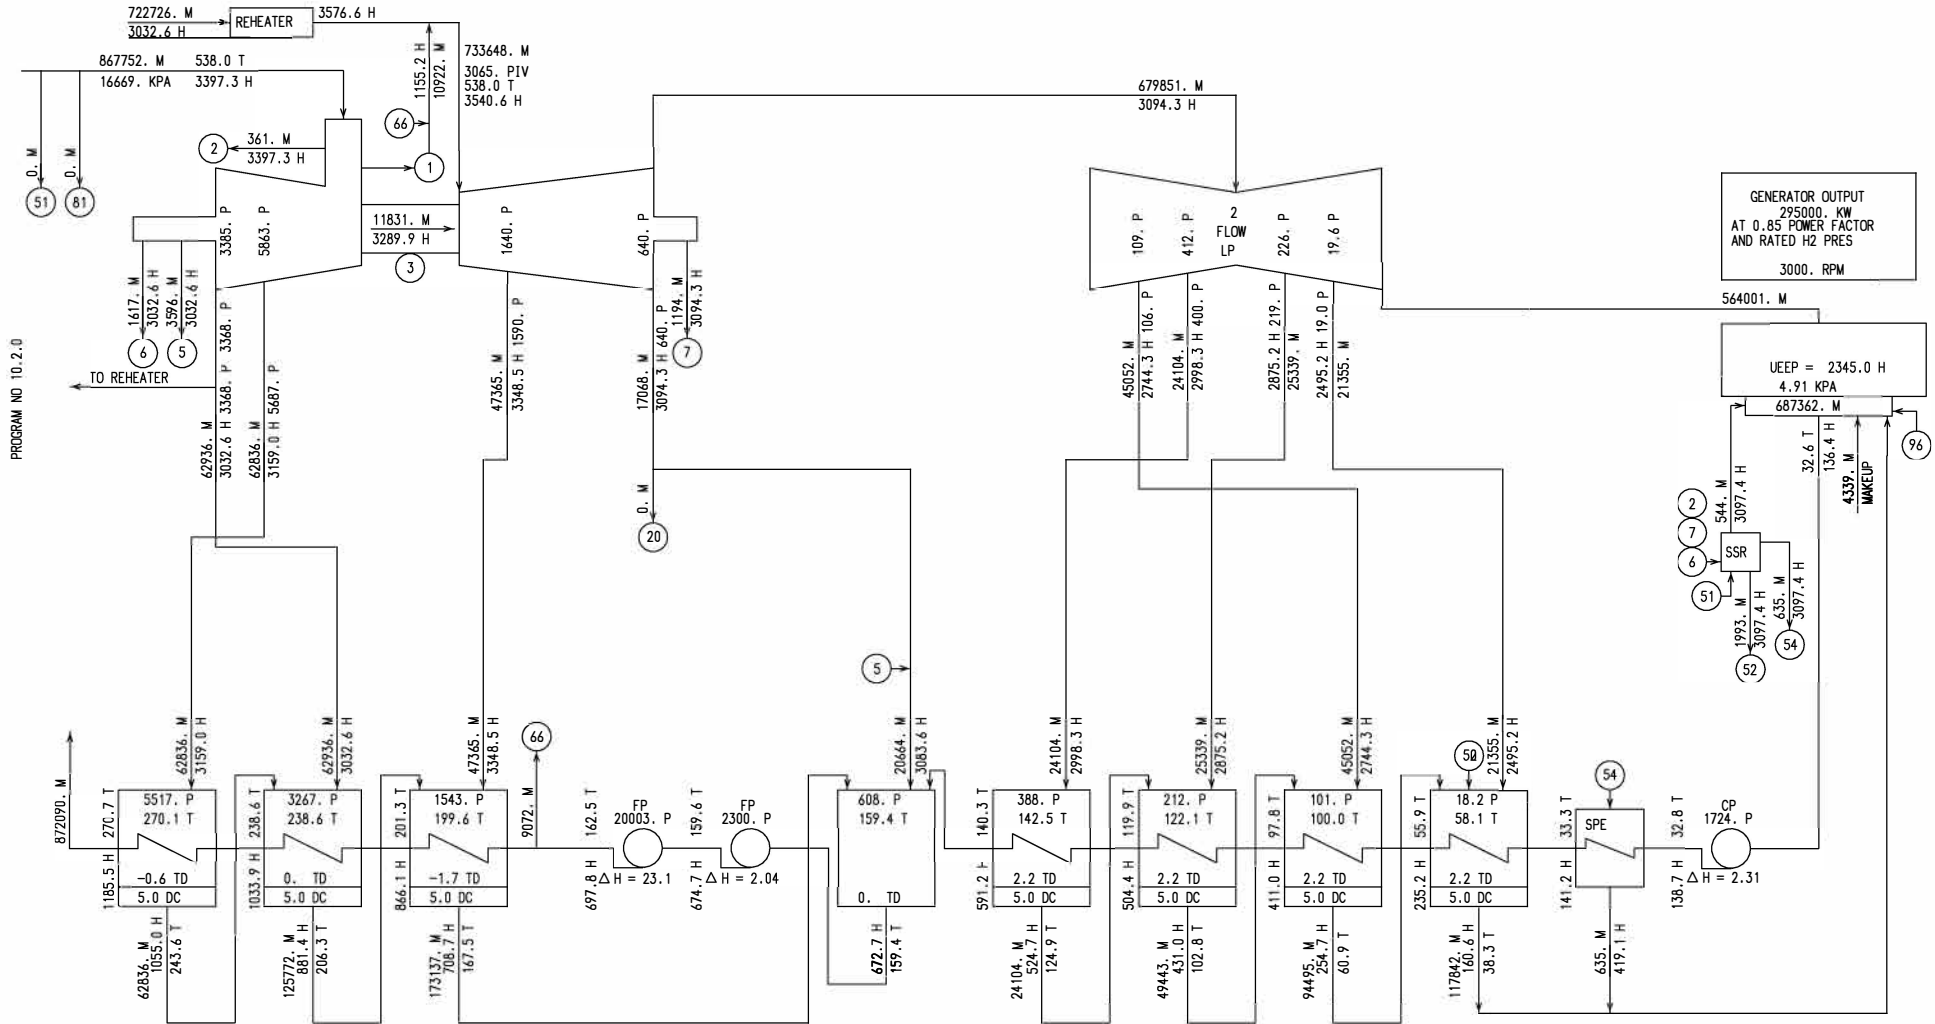 722726. M
3032.6 H
REHEATER
3576.6 H
867752. M 538.0 T
16669. KPA 3397.3 H
0. M
51
0. M
81
2
361. M
3397.3 H
66
1
1155.2 H
10922. M
733648. M
3065. PIV
538.0 T
3540.6 H
3385. P
5863. P
11831. M
3289.9 H
3
1640. P
640. P
679851. M
3094.3 H
109. P
412. P
2
FLOW
LP
226. P
19.6 P
GENERATOR OUTPUT
295000. KW
AT 0.85 POWER FACTOR
AND RATED H2 PRES
3000. RPM
564001. M
UEEP = 2345.0 H
4.91 KPA
687362. M
96
PROGRAM NO 10.2.0
1617. M
3032.6 H
6
3596. M
3032.6 H
5
TO REHEATER
3368. P
62936. M
3032.6 H 3368. P
62836. M
3159.0 H 5687. P
47365. M
3348.5 H 1590. P
17068. M
3094.3 H 640. P
1194. M
3094.3 H
7
0. M
20
45052. M
2744.3 H 106. P
24104. M
2998.3 H 400. P
2875.2 H 219. P
25339. M
2495.2 H 19.0 P
21355. M
32.6 T
136.4 H
4339. M
MAKEUP
544. M
3097.4 H
2
7
6
SSR
51
1993. M
3097.4 H
52
635. M
3097.4 H
54
5
62836. M
3159.0 H
62936. M
3032.6 H
47365. M
3348.5 H
66
9072. M
20664. M
3083.6 H
24104. M
2998.3 H
25339. M
2875.2 H
45052. M
2744.3 H
50
21355. M
2495.2 H
54
872090. M
270.7 T
1185.5 H
5517. P
270.1 T
-0.6 TD
5.0 DC
238.6 T
1033.9 H
3267. P
238.6 T
0. TD
5.0 DC
201.3 T
866.1 H
1543. P
199.6 T
-1.7 TD
5.0 DC
162.5 T
697.8 H
FP
20003. P
Δ H = 23.1
159.6 T
674.7 H
FP
2300. P
Δ H = 2.04
608. P
159.4 T
0. TD
140.3 T
591.2 H
388. P
142.5 T
2.2 TD
5.0 DC
119.9 T
504.4 H
212. P
122.1 T
2.2 TD
5.0 DC
97.8 T
411.0 H
101. P
100.0 T
2.2 TD
5.0 DC
55.9 T
235.2 H
18.2 P
58.1 T
2.2 TD
5.0 DC
33.3 T
141.2 H
SPE
32.8 T
138.7 H
CP
1724. P
Δ H = 2.31
62836. M
1055.0 H
243.6 T
125772. M
881.4 H
206.3 T
173137. M
708.7 H
167.5 T
672.7 H
159.4 T
24104. M
524.7 H
124.9 T
49443. M
431.0 H
102.8 T
94495. M
254.7 H
60.9 T
117842. M
160.6 H
38.3 T
635. M
419.1 H